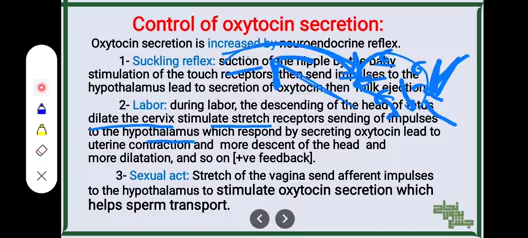 Control of oxytocin secretion:
Oxytocin secretion is increased by neuroendocrine reflex.
1- Suckling reflex: suction of the nipple by the baby
stimulation of the touch receptors, then send impulses to the
hypothalamus lead to secretion of oxytocin then milk ejection.
2- Labor: during labor, the descending of the head of fetus
dilate the cervix stimulate stretch receptors sending of impulses
to the hypothalamus which respond by secreting oxytocin lead to
uterine contraction and more descent of the head and
more dilatation, and so on [+ve feedback].
3- Sexual act: Stretch of the vagina send afferent impulses
to the hypothalamus to stimulate oxytocin secretion which
helps sperm transport.